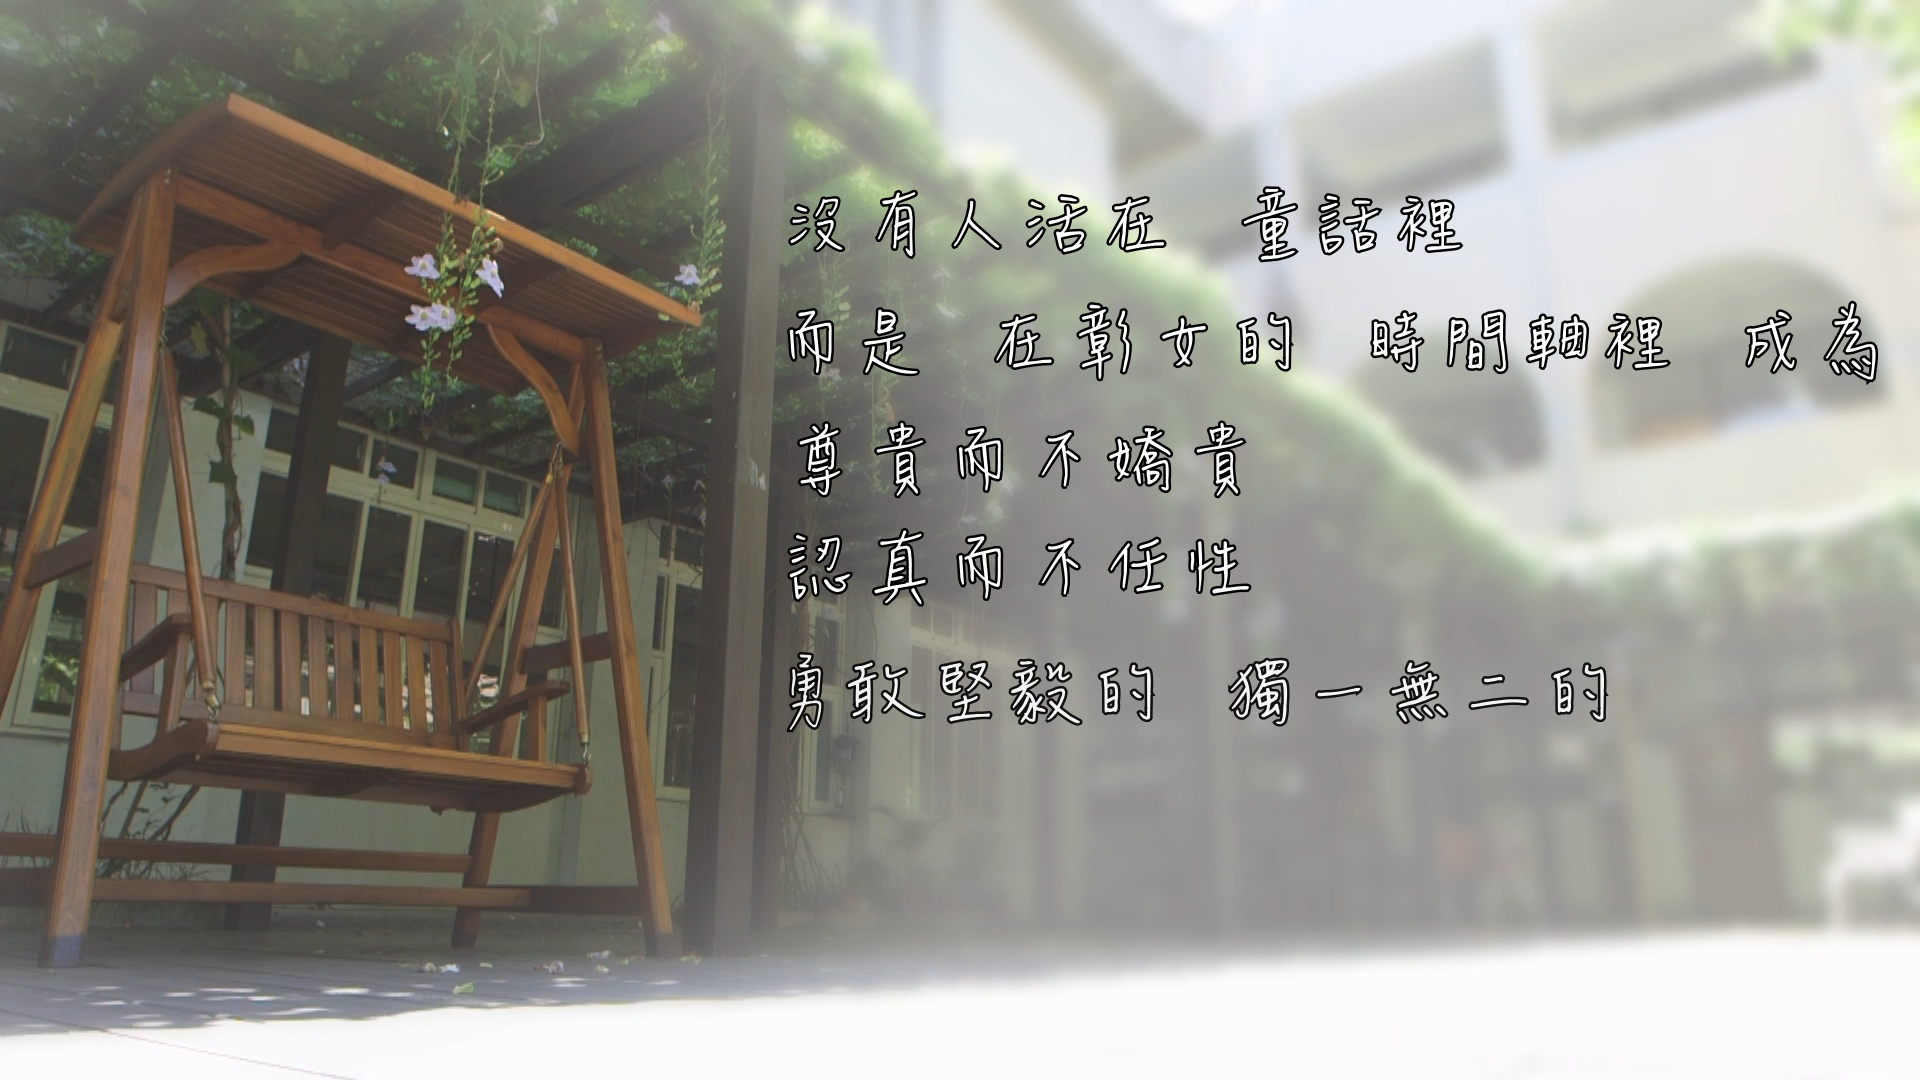 沒有人活在 童話裡
而是 在彰女的 時間軸裡 成為
尊貴而不嬌貴
認真而不任性
勇敢堅毅的 獨一無二的